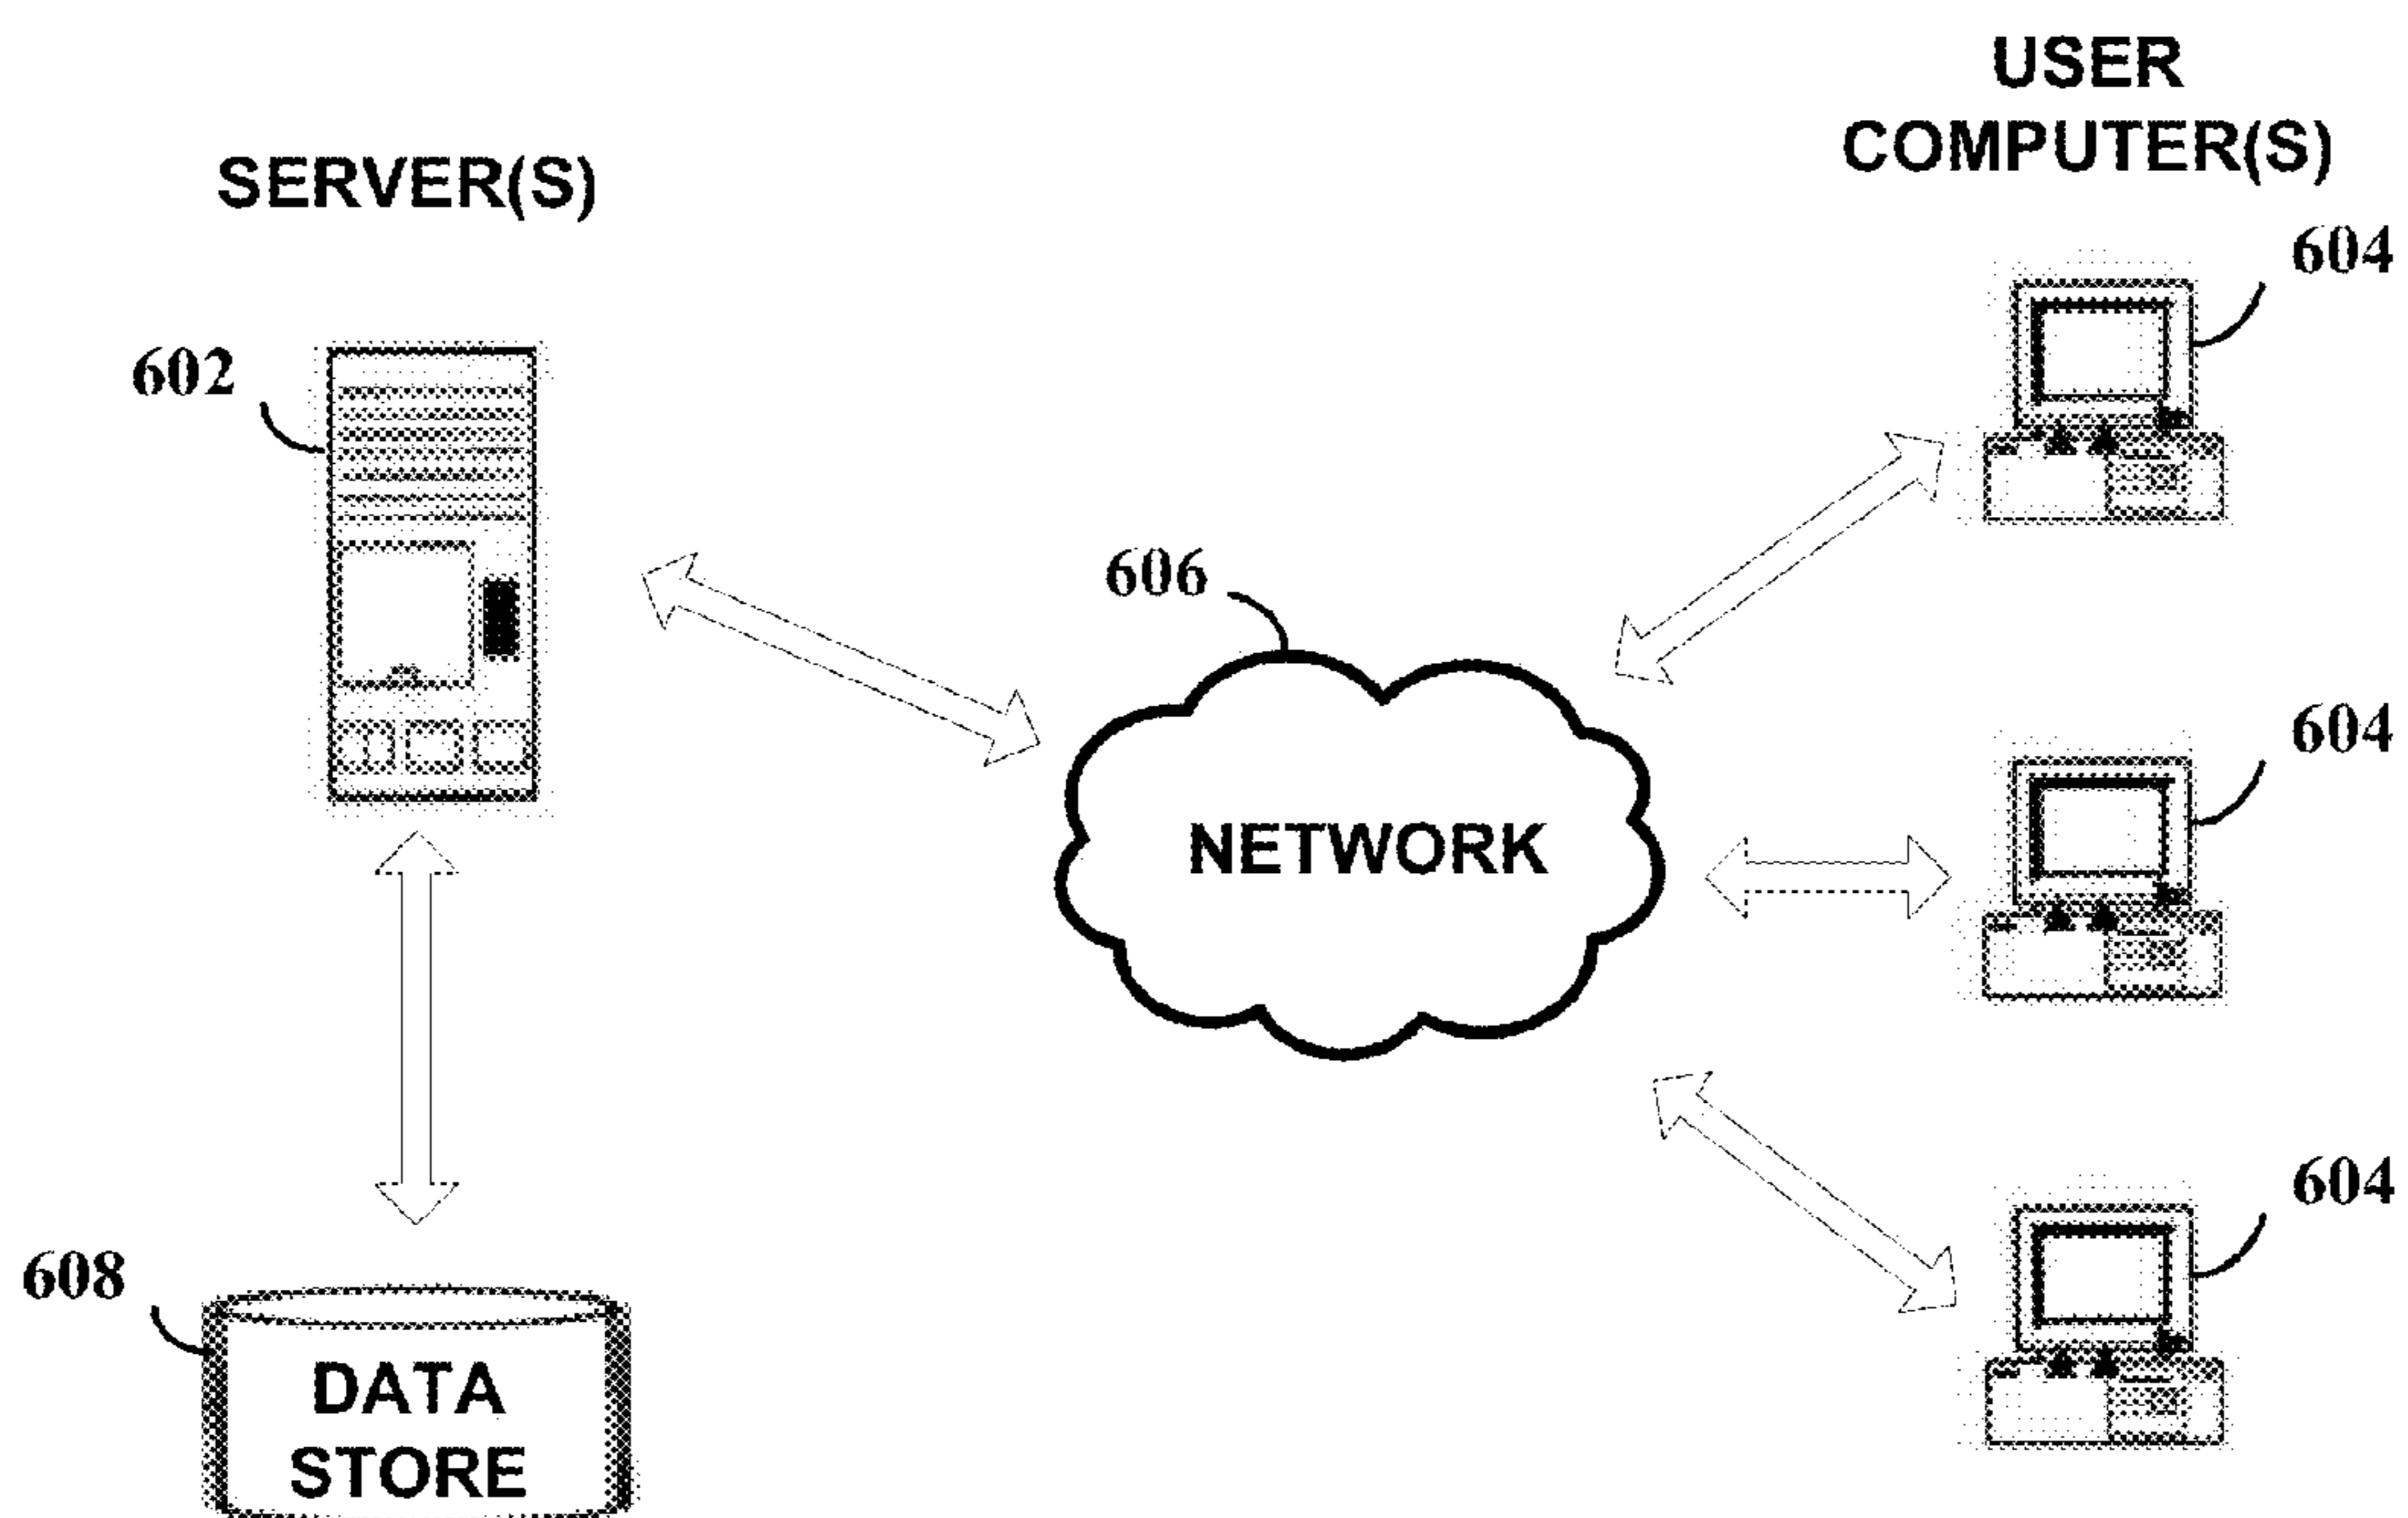 USER
COMPUTER(S)
SERVER(S)
604
602
606
604
NETWORK
604
608
DATA
STORE